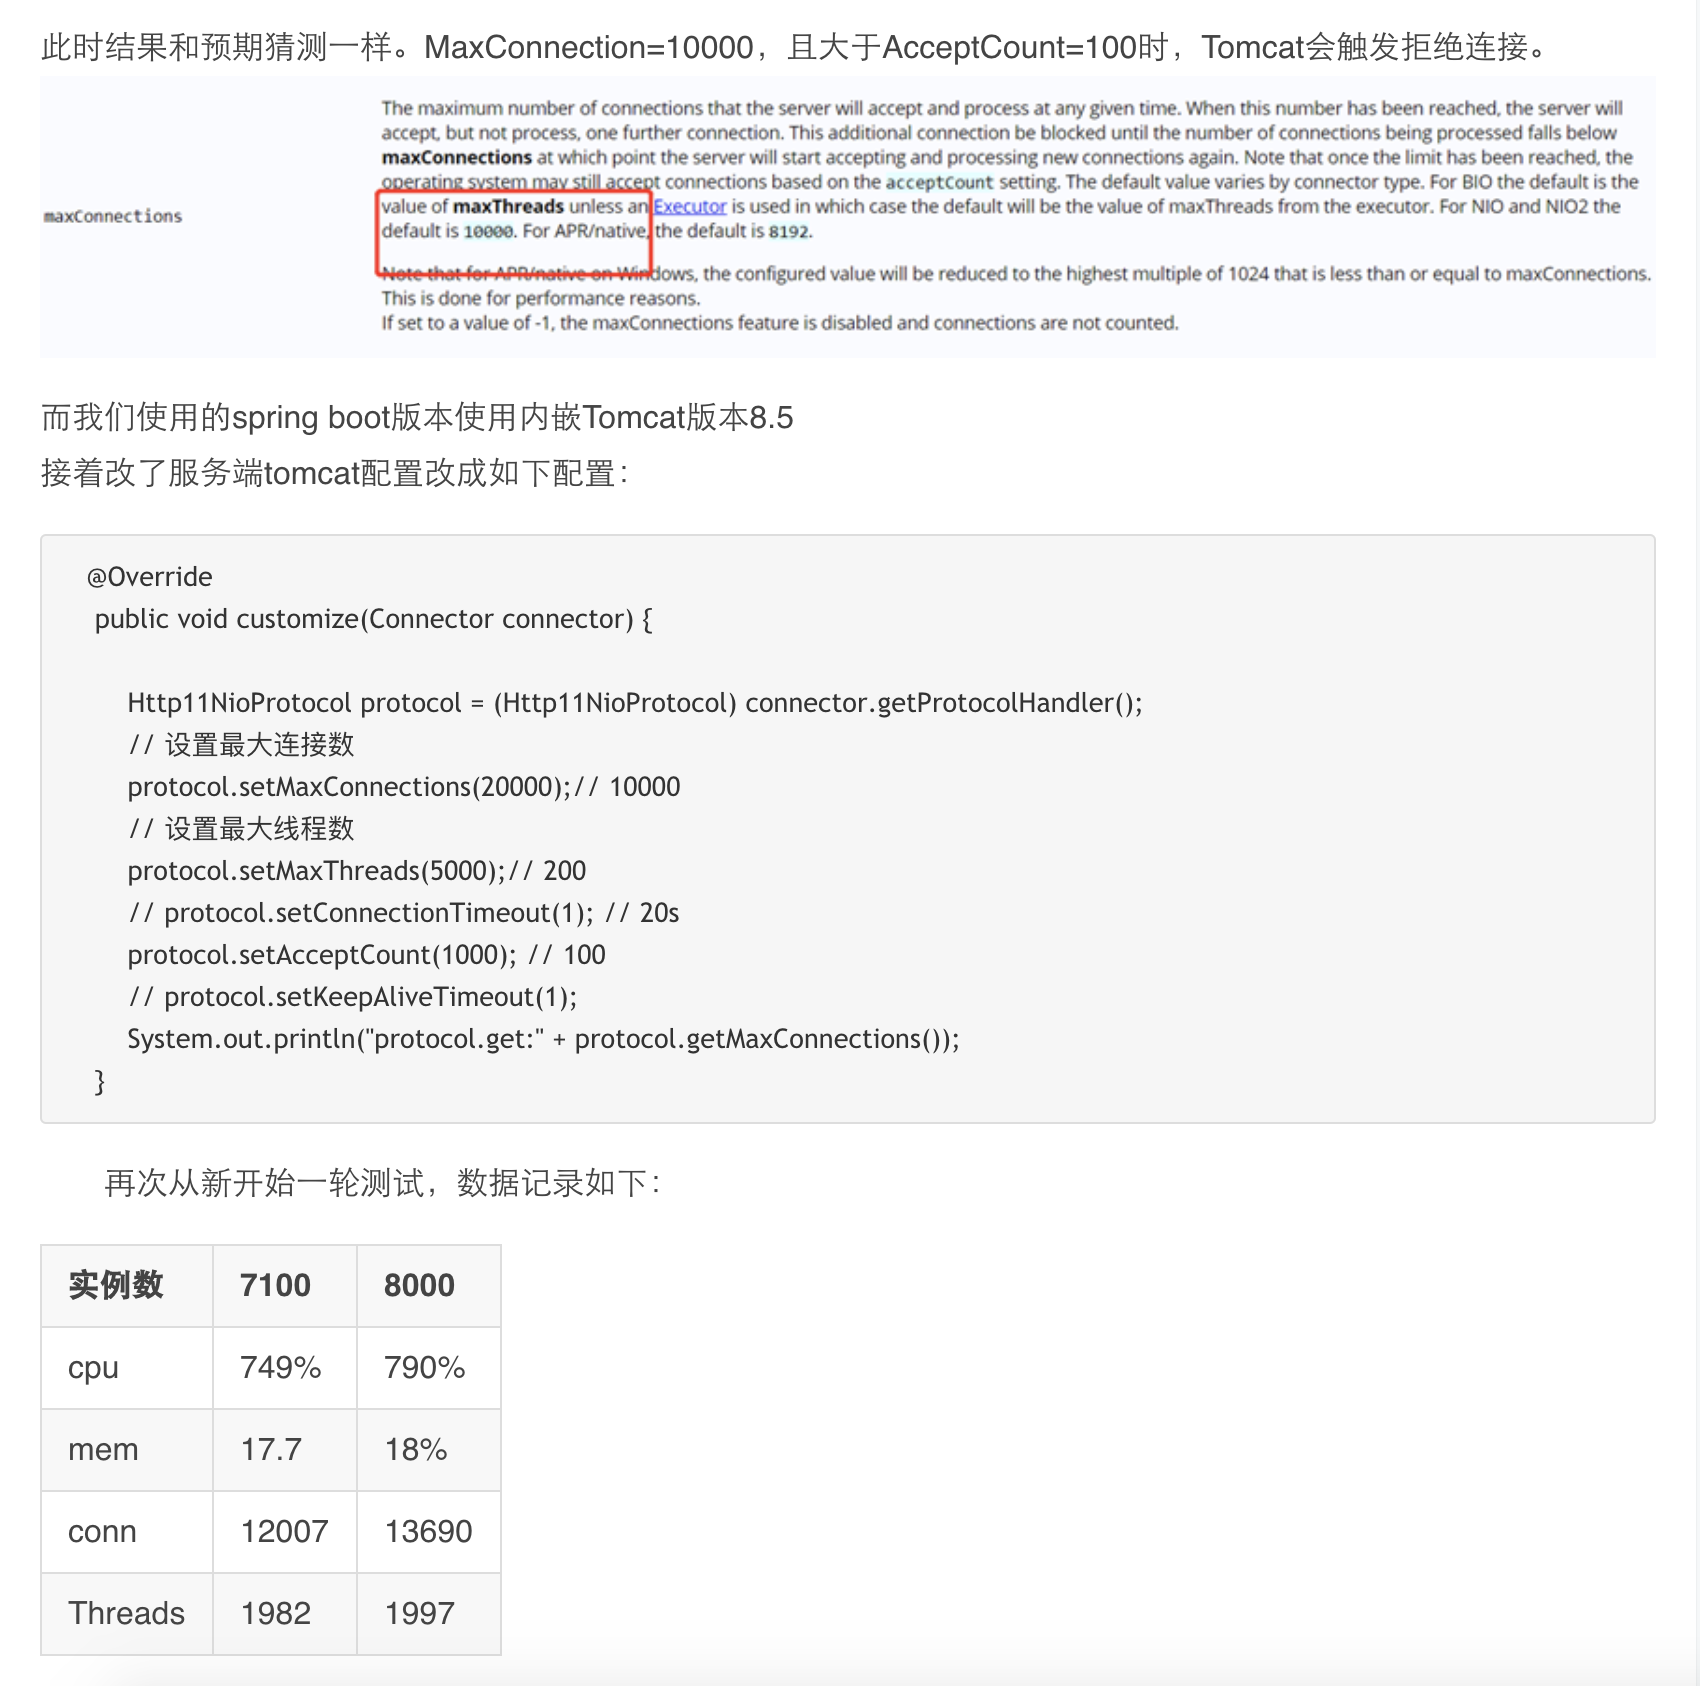 此时结果和预期猜测一样。MaxConnection=10000，且大于AcceptCount=100时，Tomcat会触发拒绝连接。
The maximum number of connections that the server will accept and process at any given time. When this number has been reached, the server will
accept, but not process, one further connection. This additional connection be blocked until the number of connections being processed falls below
maxConnections at which point the server will start accepting and processing new connections again. Note that once the limit has been reached, the
operating system may still accept connections based on the acceptCount setting. The default value varies by connector type. For BIO the default is the
maxConnections
value of maxThreads unless an Executor is used in which case the default will be the value of maxThreads from the executor. For NIO and NIO2 the
default is 10000. For APR/native, the default is 8192.
Note that for APR/native on Windows, the configured value will be reduced to the highest multiple of 1024 that is less than or equal to maxConnections.
This is done for performance reasons.
If set to a value of -1, the maxConnections feature is disabled and connections are not counted.
而我们使用的spring boot版本使用内嵌Tomcat版本8.5
接着改了服务端tomcat配置改成如下配置：
@Override
public void customize(Connector connector) {
Http11NioProtocol protocol = (Http11NioProtocol) connector.getProtocolHandler();
// 设置最大连接数
protocol.setMaxConnections(20000);// 10000
// 设置最大线程数
protocol.setMaxThreads(5000);// 200
// protocol.setConnectionTimeout(1); // 20s
protocol.setAcceptCount(1000); // 100
// protocol.setKeepAliveTimeout(1);
System.out.println("protocol.get:" + protocol.getMaxConnections());
}
再次从新开始一轮测试，数据记录如下：
实例数 7100 8000
cpu 749% 790%
mem 17.7 18%
conn 12007 13690
Threads 1982 1997